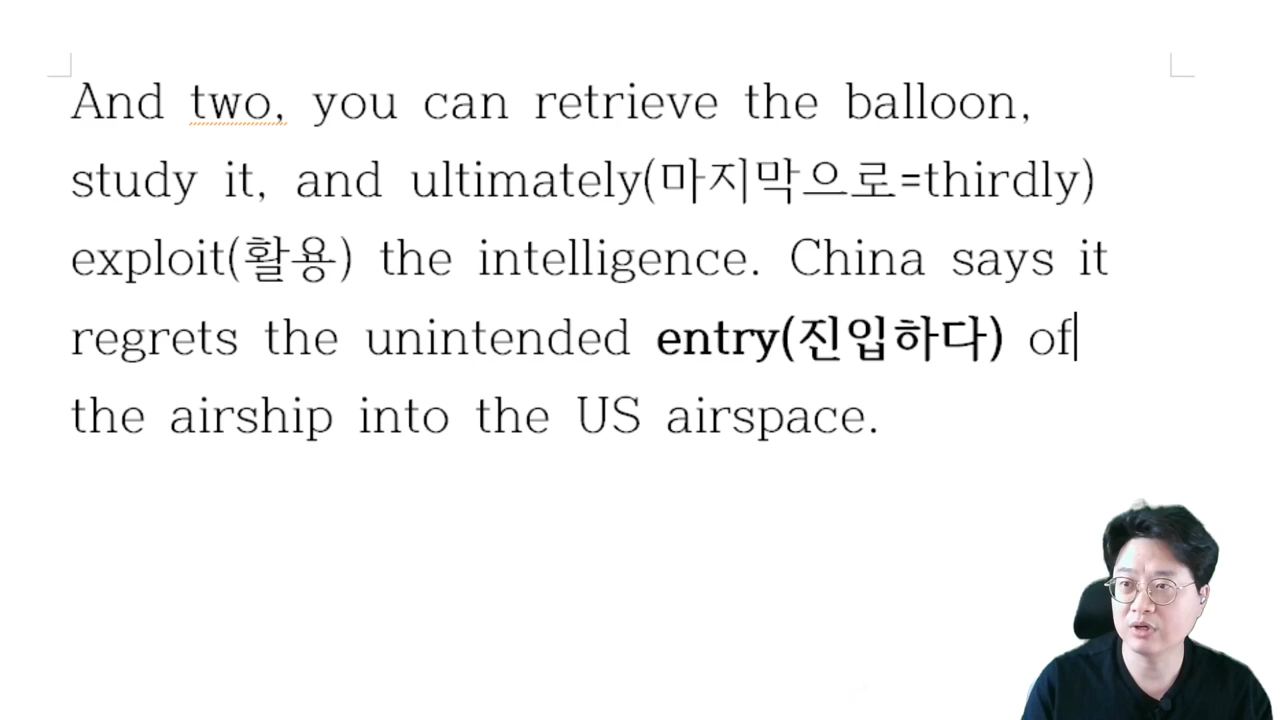 And two, you can retrieve the balloon,
study it, and ultimately(마지막으로=thirdly)
exploit(활용) the intelligence. China says it
regrets the unintended entry(진입하다) of
the airship into the US airspace.